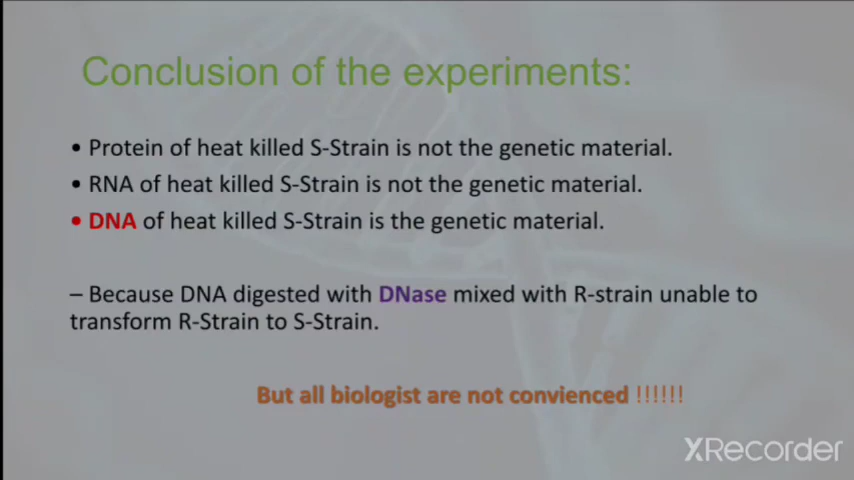 Conclusion of the experiments:
• Protein of heat killed S-Strain is not the genetic material.
• RNA of heat killed S-Strain is not the genetic material.
• DNA of heat killed S-Strain is the genetic material.
– Because DNA digested with DNase mixed with R-strain unable to
transform R-Strain to S-Strain.
But all biologist are not convienced !!!!!!
XRecorder